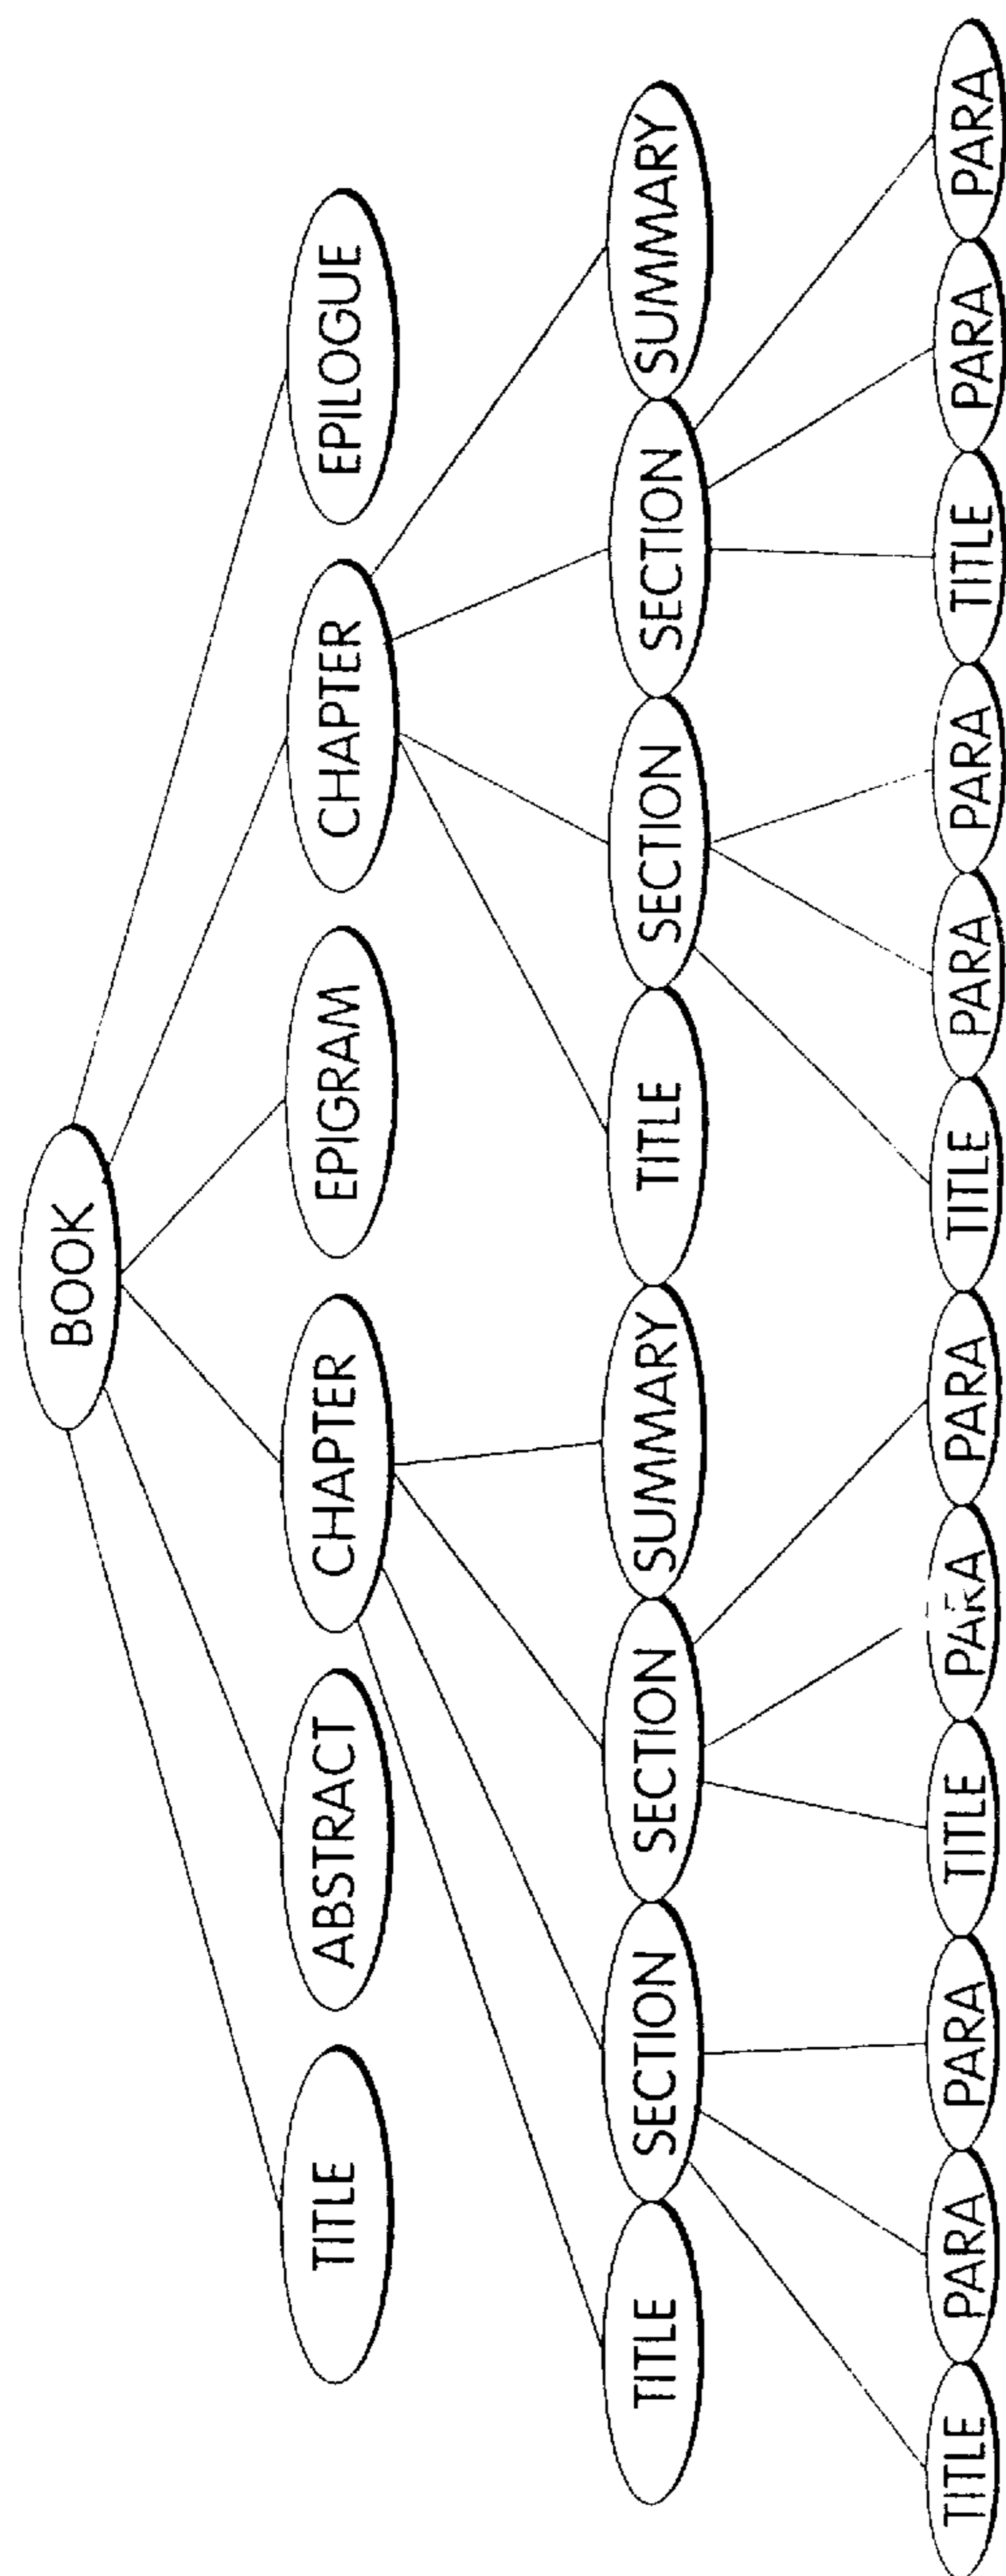 BOOK
TITLE ABSTRACT CHAPTER EPIGRAM CHAPTER EPILOGUE
TITLE SECTION SECTION SUMMARY TITLE SECTION SECTION SUMMARY
TITLE PARA PARA TITLE PARA PARA TITLE PARA PARA TITLE PARA PARA